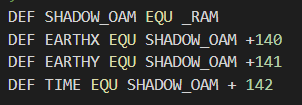 DEF SHADOW_OAM EQU _RAM
DEF EARTHX EQU SHADOW_OAM +140
DEF EARTHY EQU SHADOW_OAM +141
DEF TIME EQU SHADOW_OAM + 142